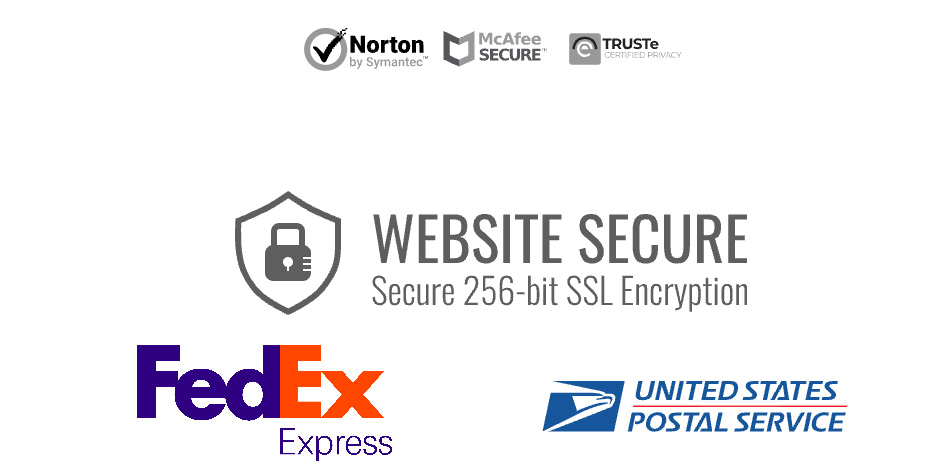 Norton
by Symantec™
McAfee
SECURE™
TRUSTe
CERTIFIED PRIVACY
WEBSITE SECURE
Secure 256-bit SSL Encryption
FedEx
Express
UNITED STATES
POSTAL SERVICE